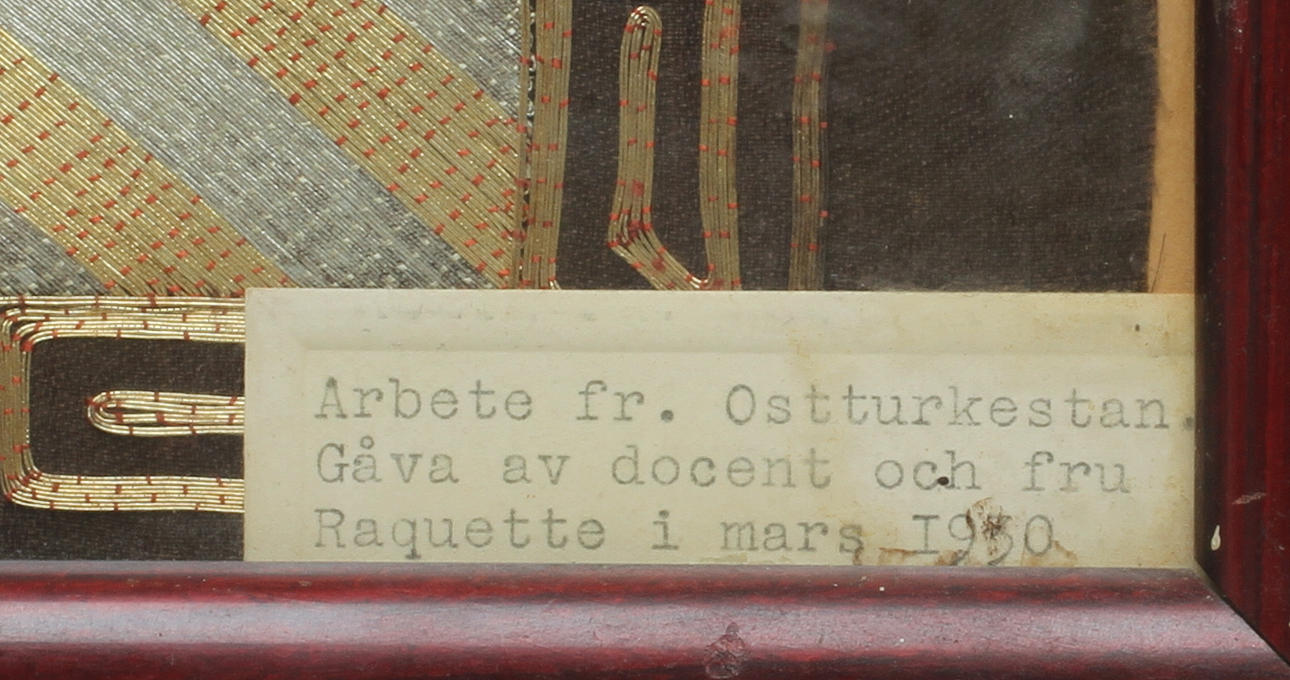 Arbete fr. Ostturkestan.
Gåva av docent och fru
Raquette i mars 1930